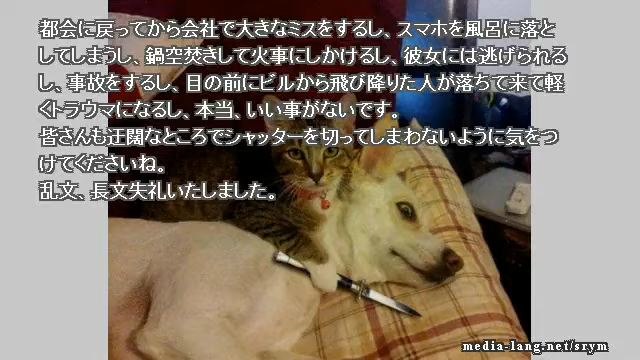 都会に戻ってから会社で大きなミスをするし、スマホを風呂に落と
してしまうし、鍋空焚きして火事にしかけるし、彼女には逃げられる
し、事故をするし、目の前にビルから飛び降りた人が落ちて来て軽
くトラウマになるし、本当、いい事がないです。
皆さんも迂闊なところでシャッターを切ってしまわないように気をつ
けてくださいね。
乱文、長文失礼いたしました。
media-lang.net/srym